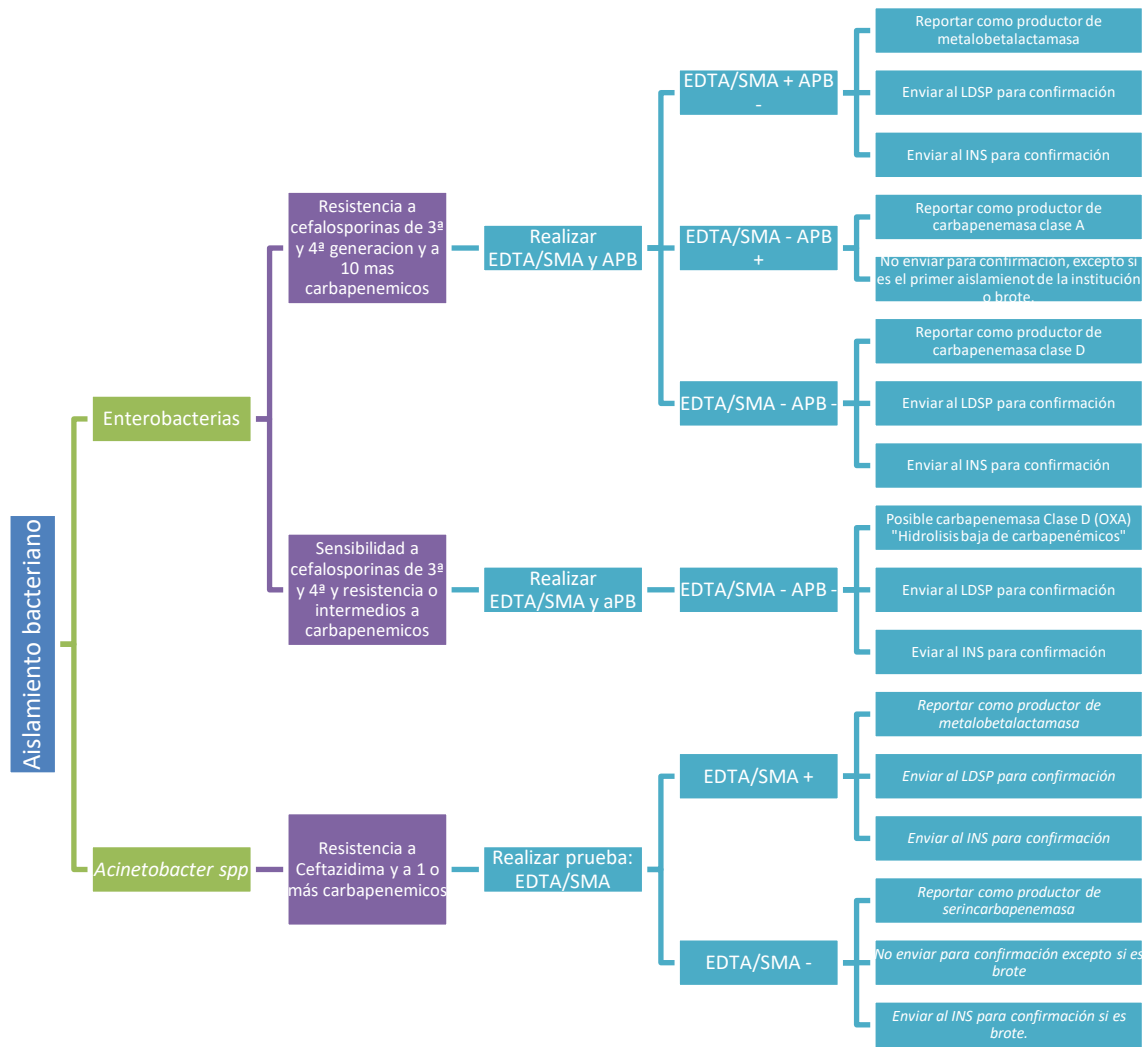 Aislamiento bacteriano
Enterobacterias
Resistencia a
cefalosporinas de 3ª
y 4ª generacion y a
10 mas
carbapenemicos
Realizar
EDTA/SMA y APB
EDTA/SMA + APB
-
Reportar como productor de
metalobetalactamasa
Enviar al LDSP para confirmación
Enviar al INS para confirmación
EDTA/SMA - APB
+
Reportar como productor de
carbapenemasa clase A
No enviar para confirmación, excepto si
es el primer aislamienot de la institución
o brote.
EDTA/SMA - APB -
Reportar como productor de
carbapenemasa clase D
Enviar al LDSP para confirmación
Enviar al INS para confirmación
Sensibilidad a
cefalosporinas de 3ª
y 4ª y resistencia o
intermedios a
carbapenemicos
Realizar
EDTA/SMA y aPB
EDTA/SMA - APB -
Posible carbapenemasa Clase D (OXA)
"Hidrolisis baja de carbapenémicos"
Enviar al LDSP para confirmación
Eviar al INS para confirmación
Acinetobacter spp
Resistencia a
Ceftazidima y a 1 o
más carbapenemicos
Realizar prueba:
EDTA/SMA
EDTA/SMA +
Reportar como productor de
metalobetalactamasa
Enviar al LDSP para confirmación
Enviar al INS para confirmación
EDTA/SMA -
Reportar como productor de
serincarbapenemasa
No enviar para confirmación excepto si es
brote
Enviar al INS para confirmación si es
brote.